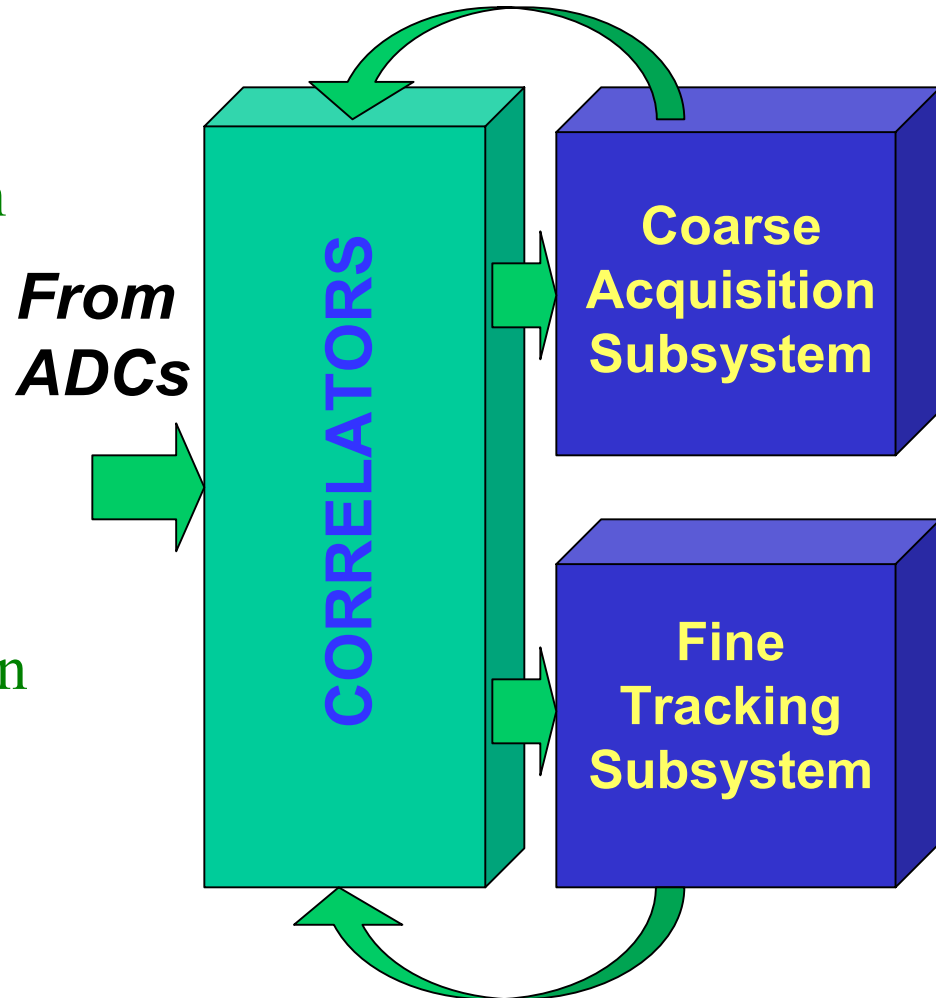 From
ADCs
CORRELATORS
Coarse
Acquisition
Subsystem
Fine
Tracking
Subsystem